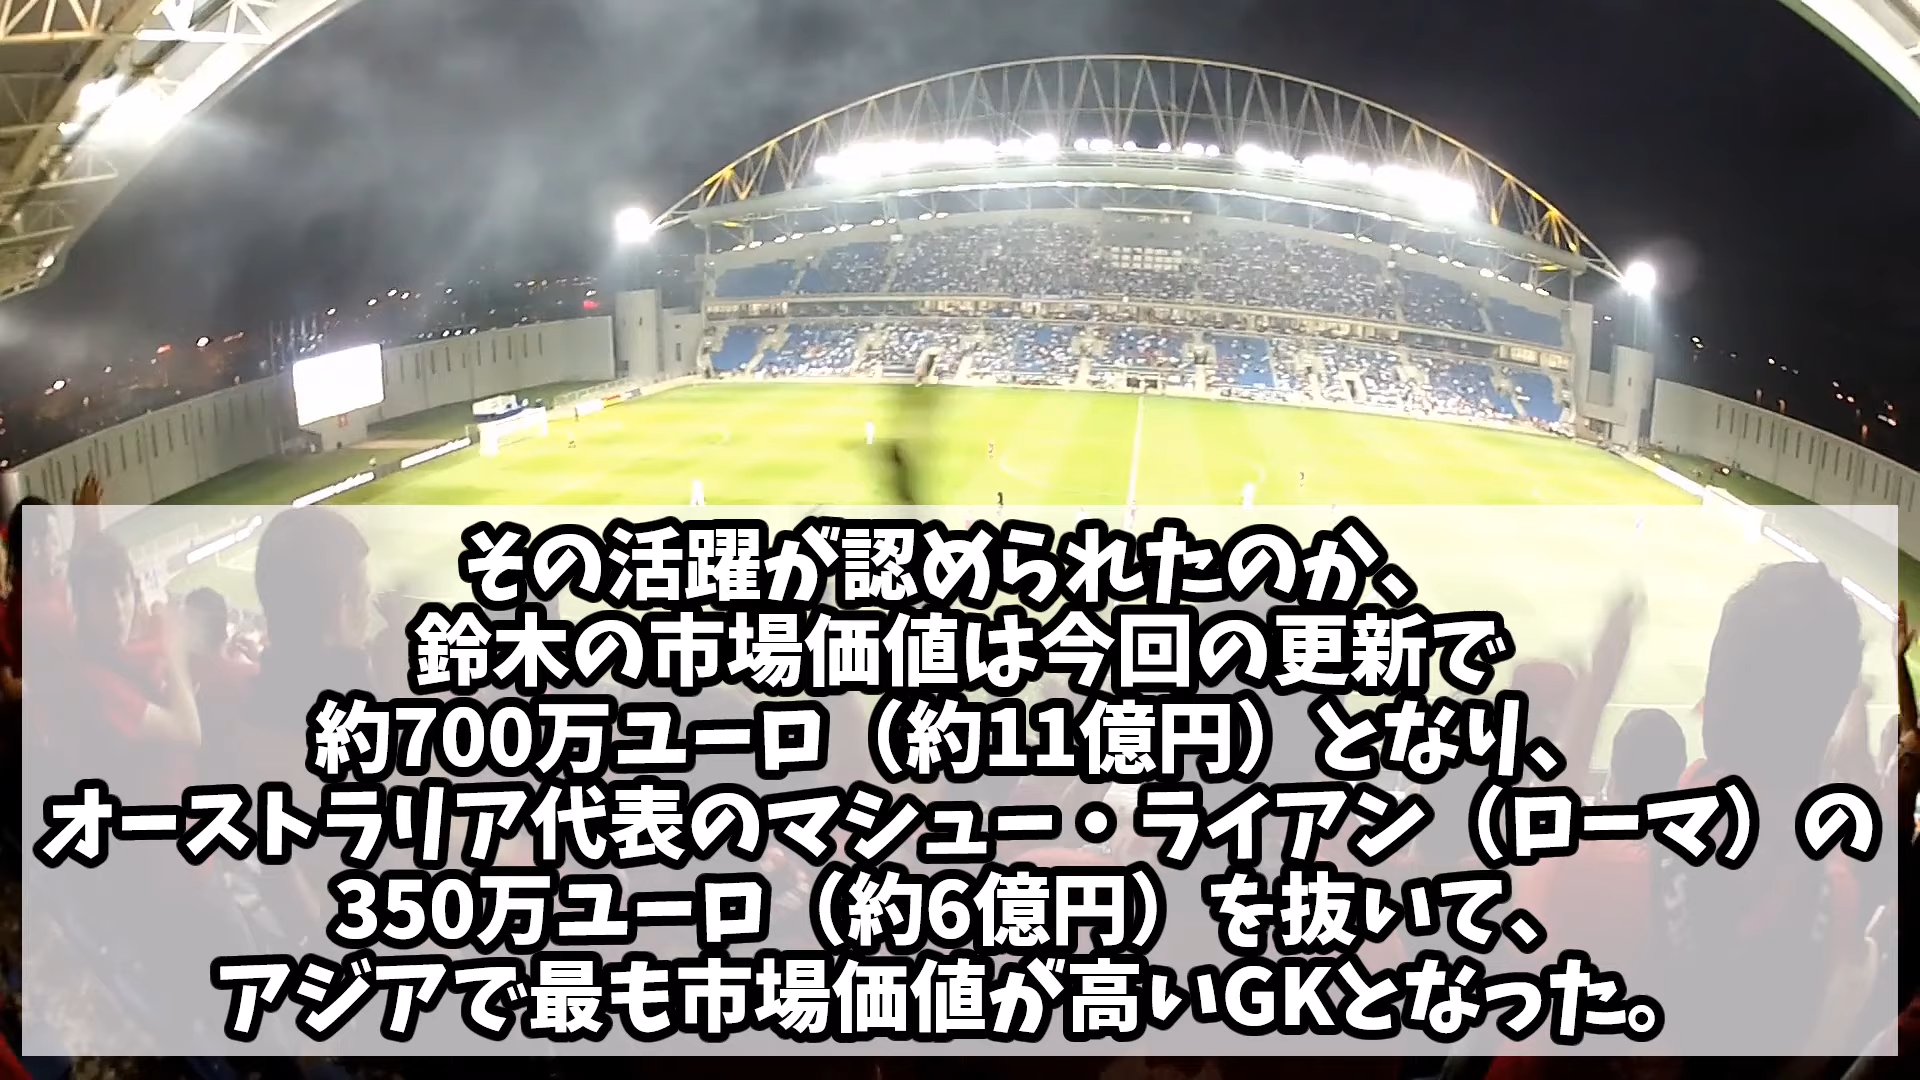 その活躍が認められたのか、
鈴木の市場価値は今回の更新で
約700万ユーロ（約11億円）となり、
オーストラリア代表のマシュー・ライアン（ローマ）の
350万ユーロ（約6億円）を抜いて、
アジアで最も市場価値が高いGKとなった。